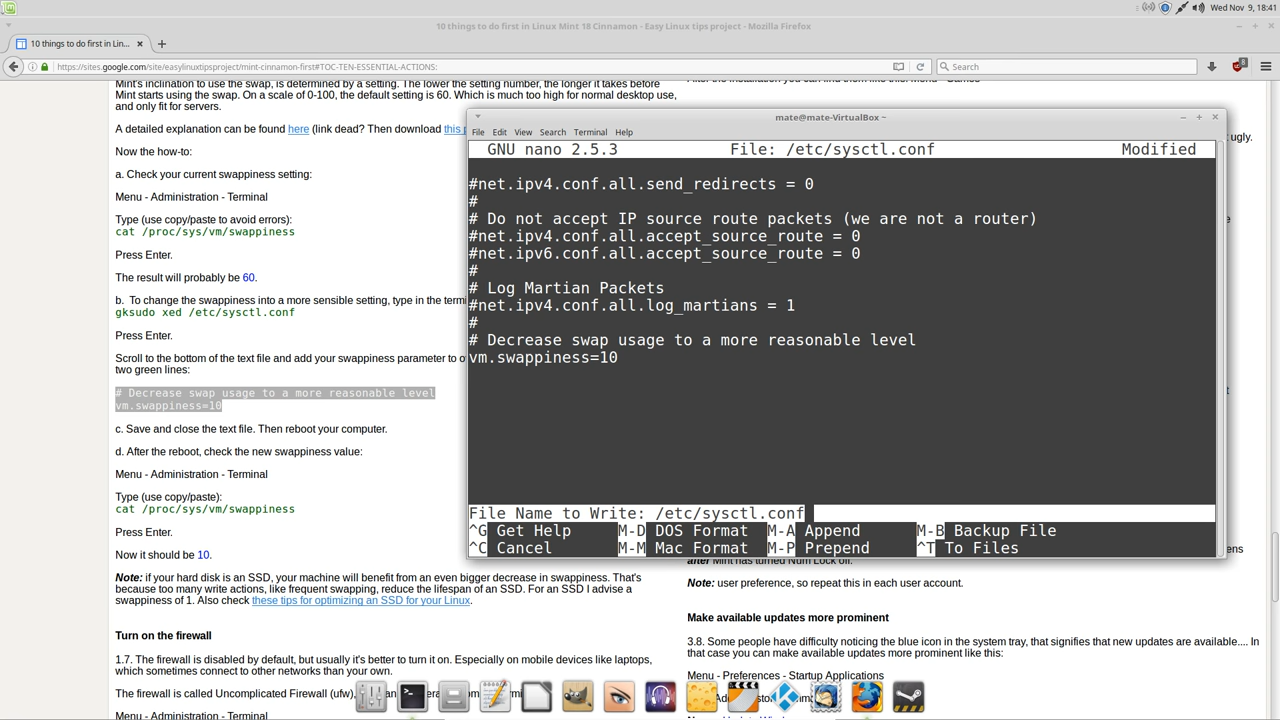 Wed Nov 9, 18:41
10 things to do first in Linux Mint 18 Cinnamon - Easy Linux tips project - Mozilla Firefox
10 things to do first in Lin...
https://sites.google.com/site/easylinuxtipsproject/mint-cinnamon-first#TOC-TEN-ESSENTIAL-ACTIONS:
Search
8
Mint's inclination to use the swap, is determined by a setting. The lower the setting number, the longer it takes before
Mint starts using the swap. On a scale of 0-100, the default setting is 60. Which is much too high for normal desktop use,
and only fit for servers.
A detailed explanation can be found here (link dead? Then download this
Now the how-to:
a. Check your current swappiness setting:
Menu - Administration - Terminal
Type (use copy/paste to avoid errors):
cat /proc/sys/vm/swappiness
Press Enter.
The result will probably be 60.
b. To change the swappiness into a more sensible setting, type in the
gksudo xed /etc/sysctl.conf
Press Enter.
Scroll to the bottom of the text file and add your swappiness parameter to
two green lines:
# Decrease swap usage to a more reasonable level
vm.swappiness=10
c. Save and close the text file. Then reboot your computer.
d. After the reboot, check the new swappiness value:
Menu - Administration - Terminal
Type (use copy/paste):
cat /proc/sys/vm/swappiness
Press Enter.
Now it should be 10.
Note: if your hard disk is an SSD, your machine will benefit from an even bigger decrease in swappiness. That's
because too many write actions, like frequent swapping, reduce the lifespan of an SSD. For an SSD I advise a
swappiness of 1. Also check these tips for optimizing an SSD for your Linux.
Turn on the firewall
1.7. The firewall is disabled by default, but usually it's better to turn it on. Especially on mobile devices like laptops,
which sometimes connect to other networks than your own.
The firewall is called Uncomplicated Firewall (ufw).
Menu - Administration - Terminal
mate@mate-VirtualBox ~
File Edit View Search Terminal Help
GNU nano 2.5.3 File: /etc/sysctl.conf Modified
#net.ipv4.conf.all.send_redirects = 0
#
# Do not accept IP source route packets (we are not a router)
#net.ipv4.conf.all.accept_source_route = 0
#net.ipv6.conf.all.accept_source_route = 0
#
# Log Martian Packets
#net.ipv4.conf.all.log_martians = 1
#
# Decrease swap usage to a more reasonable level
vm.swappiness=10
File Name to Write: /etc/sysctl.conf
^G Get Help M-D DOS Format M-A Append M-B Backup File
^C Cancel M-M Mac Format M-P Prepend ^T To Files
ugly.
after Mint has turned Num Lock off.
Note: user preference, so repeat this in each user account.
Make available updates more prominent
3.8. Some people have difficulty noticing the blue icon in the system tray, that signifies that new updates are available.... In
that case you can make available updates more prominent like this:
Menu - Preferences - Startup Applications